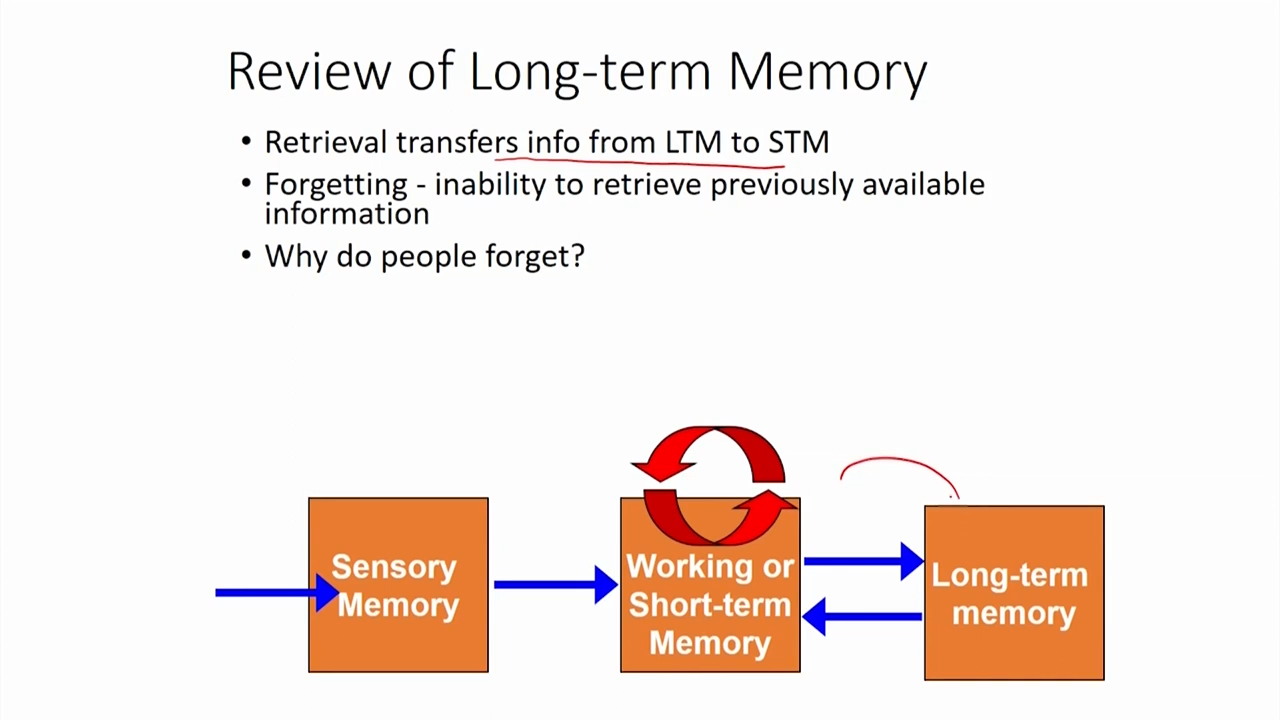 Review of Long-term Memory
• Retrieval transfers info from LTM to STM
• Forgetting - inability to retrieve previously available
information
• Why do people forget?
Sensory
Memory
Working or
Short-term
Memory
Long-term
memory